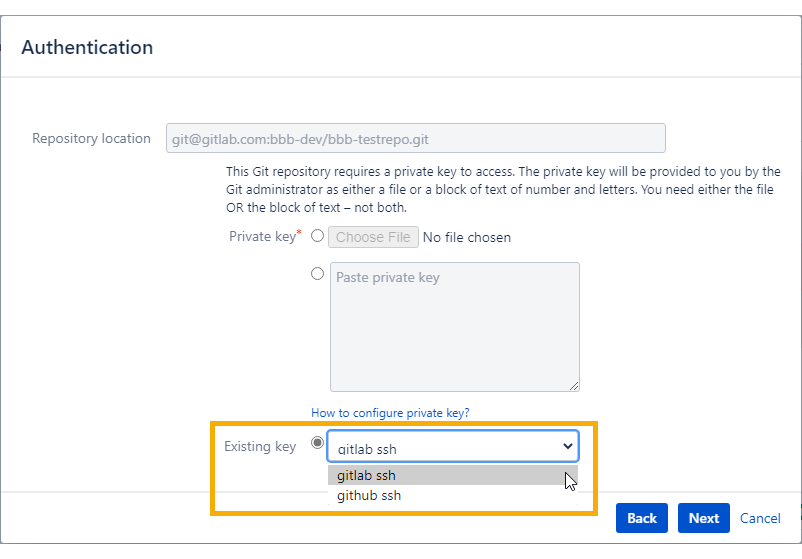 Authentication
Repository location
git@gitlab.com:bbb-dev/bbb-testrepo.git
This Git repository requires a private key to access. The private key will be provided to you by the
Git administrator as either a file or a block of text of number and letters. You need either the file
OR the block of text – not both.
Private key* Choose File No file chosen
Paste private key
How to configure private key?
Existing key gitlab ssh
gitlab ssh
github ssh
Back Next Cancel